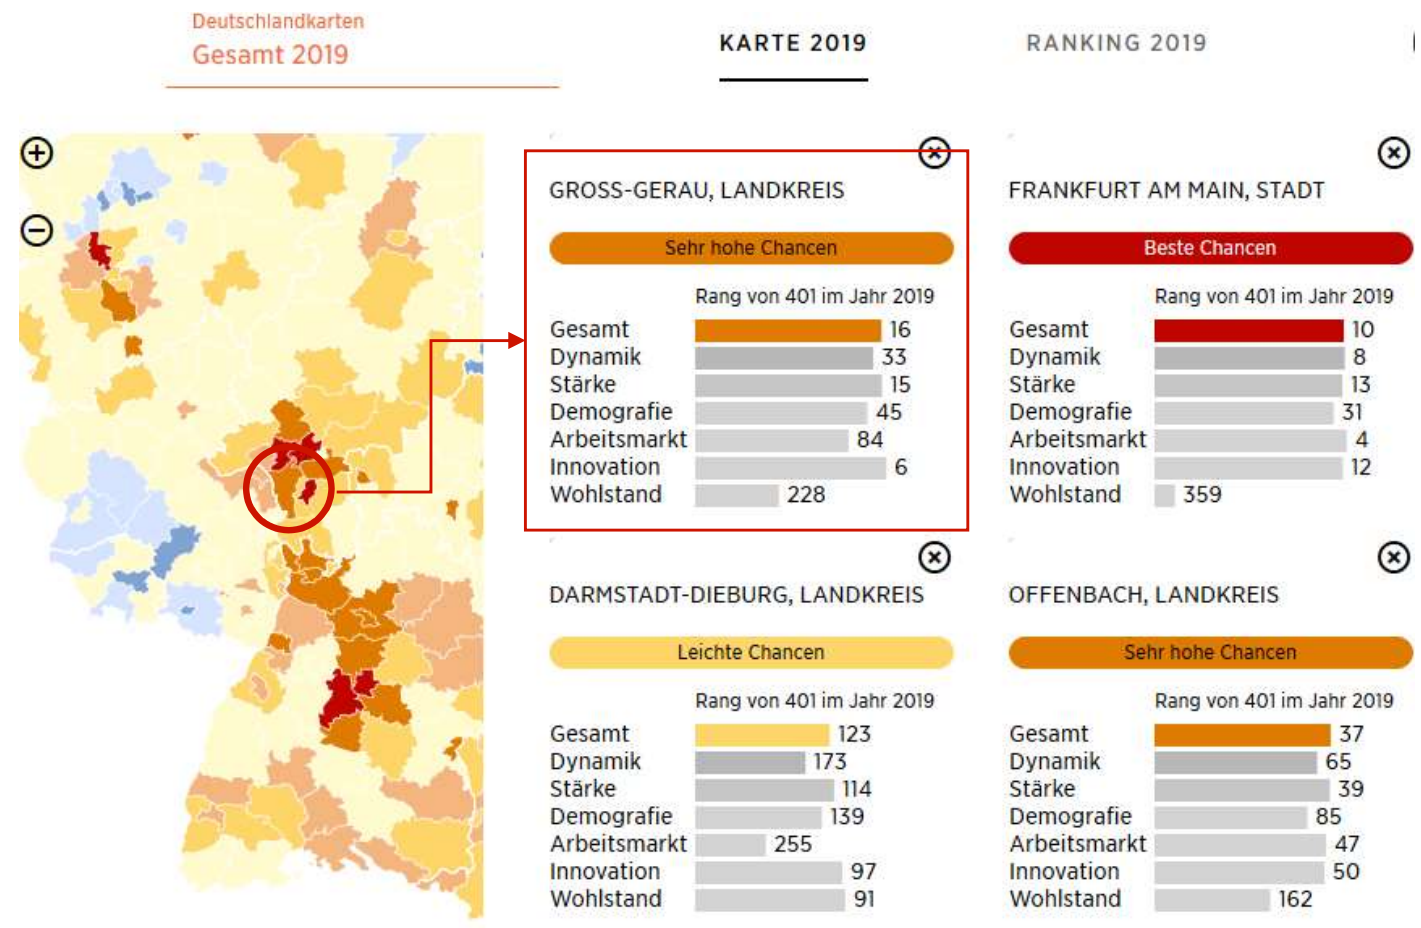 Deutschlandkarten
Gesamt 2019
KARTE 2019
RANKING 2019
GROSS-GERAU, LANDKREIS
Sehr hohe Chancen
Rang von 401 im Jahr 2019
Gesamt 16
Dynamik 33
Stärke 15
Demografie 45
Arbeitsmarkt 84
Innovation 6
Wohlstand 228
FRANKFURT AM MAIN, STADT
Beste Chancen
Rang von 401 im Jahr 2019
Gesamt 10
Dynamik 8
Stärke 13
Demografie 31
Arbeitsmarkt 4
Innovation 12
Wohlstand 359
DARMSTADT-DIEBURG, LANDKREIS
Leichte Chancen
Rang von 401 im Jahr 2019
Gesamt 123
Dynamik 173
Stärke 114
Demografie 139
Arbeitsmarkt 255
Innovation 97
Wohlstand 91
OFFENBACH, LANDKREIS
Sehr hohe Chancen
Rang von 401 im Jahr 2019
Gesamt 37
Dynamik 65
Stärke 39
Demografie 85
Arbeitsmarkt 47
Innovation 50
Wohlstand 162